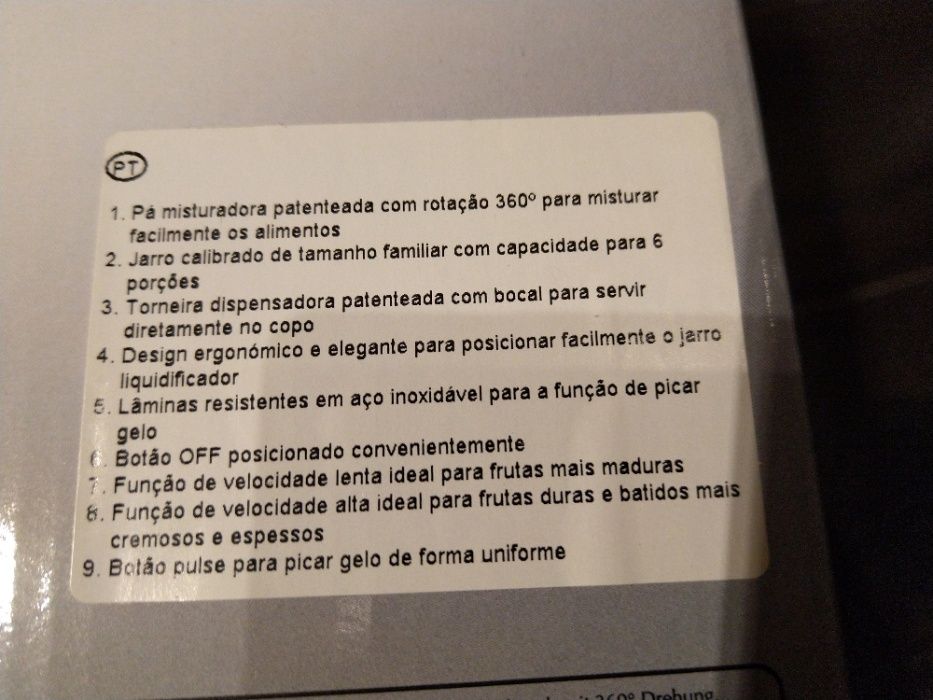 PT
1. Pá misturadora patenteada com rotação 360º para misturar
facilmente os alimentos
2. Jarro calibrado de tamanho familiar com capacidade para 6
porções
3. Torneira dispensadora patenteada com bocal para servir
diretamente no copo
4. Design ergonómico e elegante para posicionar facilmente o jarro
liquidificador
5. Lâminas resistentes em aço inoxidável para a função de picar
gelo
6. Botão OFF posicionado convenientemente
7. Função de velocidade lenta ideal para frutas mais maduras
8. Função de velocidade alta ideal para frutas duras e batidos mais
cremosos e espessos
9. Botão pulse para picar gelo de forma uniforme
360° Drehung